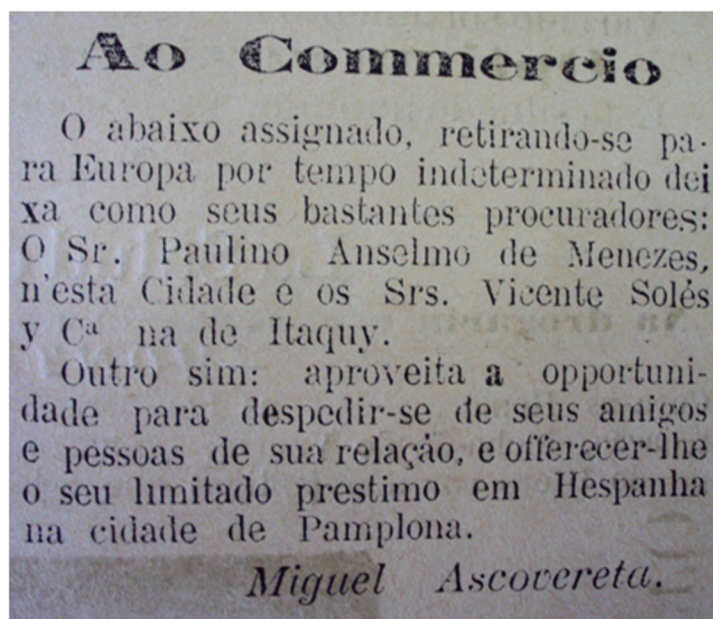 Ao Commercio
O abaixo assignado, retirando-se pa-
ra Europa por tempo indeterminado dei
xa como seus bastantes procuradores:
O Sr. Paulino Anselmo de Menezes,
n'esta Cidade e os Srs. Vicente Solés
y Cª na de Itaquy.
Outro sim: aproveita a opportuni-
dade para despedir-se de seus amigos
e pessoas de sua relação, e offerecer-lhe
o seu limitado prestimo em Hespanha
na cidade de Pamplona.
Miguel Ascovereta.